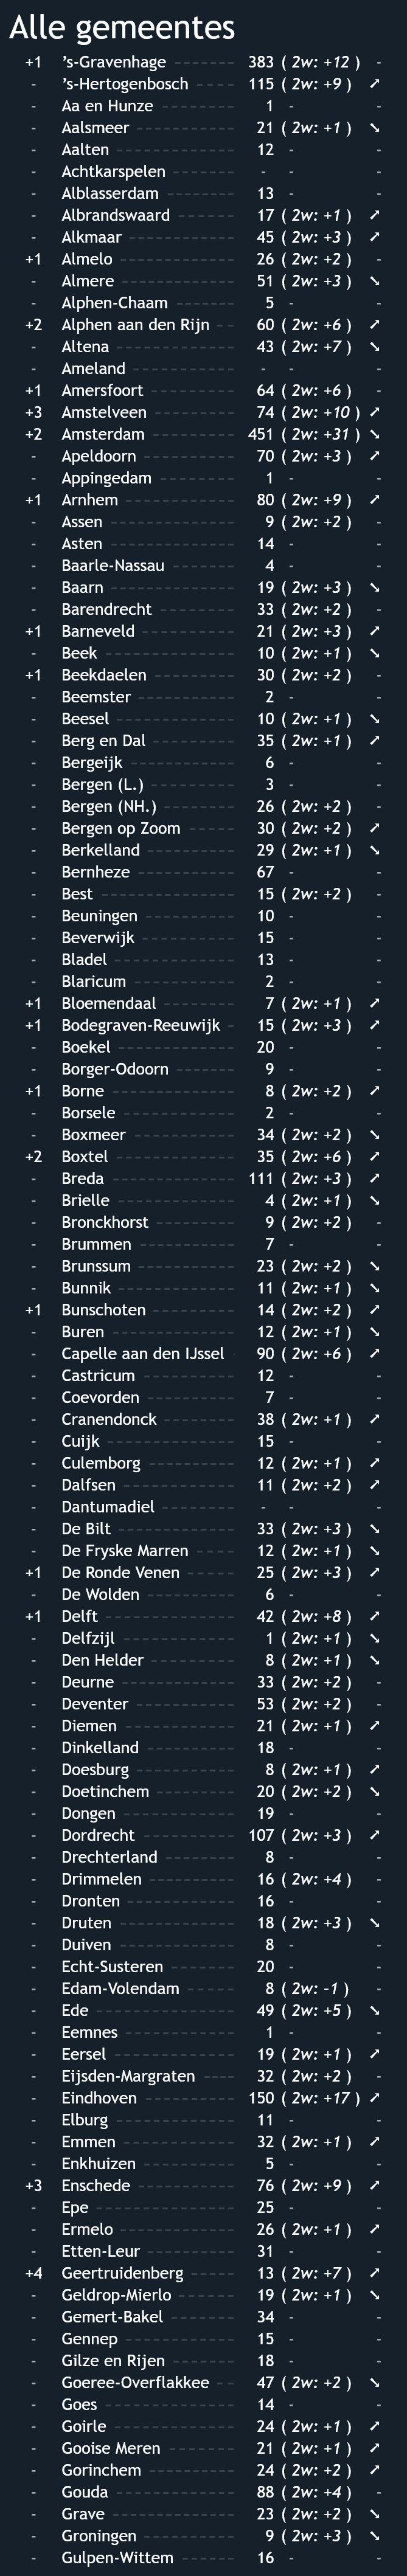 Alle gemeentes
+1 ’s-Gravenhage 383 ( 2w: +12 ) -
- ’s-Hertogenbosch 115 ( 2w: +9 ) ➚
- Aa en Hunze 1 - -
- Aalsmeer 21 ( 2w: +1 ) ➘
- Aalten 12 - -
- Achtkarspelen - - -
- Alblasserdam 13 - -
- Albrandswaard 17 ( 2w: +1 ) ➚
- Alkmaar 45 ( 2w: +3 ) ➚
+1 Almelo 26 ( 2w: +2 ) -
- Almere 51 ( 2w: +3 ) ➘
- Alphen-Chaam 5 - -
+2 Alphen aan den Rijn 60 ( 2w: +6 ) ➚
- Altena 43 ( 2w: +7 ) ➘
- Ameland - - -
+1 Amersfoort 64 ( 2w: +6 ) -
+3 Amstelveen 74 ( 2w: +10 ) ➚
+2 Amsterdam 451 ( 2w: +31 ) ➘
- Apeldoorn 70 ( 2w: +3 ) ➚
- Appingedam 1 - -
+1 Arnhem 80 ( 2w: +9 ) ➚
- Assen 9 ( 2w: +2 ) -
- Asten 14 - -
- Baarle-Nassau 4 - -
- Baarn 19 ( 2w: +3 ) ➘
- Barendrecht 33 ( 2w: +2 ) -
+1 Barneveld 21 ( 2w: +3 ) ➚
- Beek 10 ( 2w: +1 ) ➘
+1 Beekdaelen 30 ( 2w: +2 ) -
- Beemster 2 - -
- Beesel 10 ( 2w: +1 ) ➘
- Berg en Dal 35 ( 2w: +1 ) ➚
- Bergeijk 6 - -
- Bergen (L.) 3 - -
- Bergen (NH.) 26 ( 2w: +2 ) -
- Bergen op Zoom 30 ( 2w: +2 ) ➚
- Berkelland 29 ( 2w: +1 ) ➘
- Bernheze 67 - -
- Best 15 ( 2w: +2 ) -
- Beuningen 10 - -
- Beverwijk 15 - -
- Bladel 13 - -
- Blaricum 2 - -
+1 Bloemendaal 7 ( 2w: +1 ) ➚
+1 Bodegraven-Reeuwijk 15 ( 2w: +3 ) ➚
- Boekel 20 - -
- Borger-Odoorn 9 - -
+1 Borne 8 ( 2w: +2 ) ➚
- Borsele 2 - -
- Boxmeer 34 ( 2w: +2 ) ➘
+2 Boxtel 35 ( 2w: +6 ) ➚
- Breda 111 ( 2w: +3 ) ➚
- Brielle 4 ( 2w: +1 ) ➘
- Bronckhorst 9 ( 2w: +2 ) -
- Brummen 7 - -
- Brunssum 23 ( 2w: +2 ) ➘
- Bunnik 11 ( 2w: +1 ) ➘
+1 Bunschoten 14 ( 2w: +2 ) ➚
- Buren 12 ( 2w: +1 ) ➘
- Capelle aan den IJssel 90 ( 2w: +6 ) ➚
- Castricum 12 - -
- Coevorden 7 - -
- Cranendonck 38 ( 2w: +1 ) ➚
- Cuijk 15 - -
- Culemborg 12 ( 2w: +1 ) ➚
- Dalfsen 11 ( 2w: +2 ) ➚
- Dantumadiel - - -
- De Bilt 33 ( 2w: +3 ) ➘
- De Fryske Marren 12 ( 2w: +1 ) ➘
+1 De Ronde Venen 25 ( 2w: +3 ) ➚
- De Wolden 6 - -
+1 Delft 42 ( 2w: +8 ) ➚
- Delfzijl 1 ( 2w: +1 ) ➘
- Den Helder 8 ( 2w: +1 ) ➘
- Deurne 33 ( 2w: +2 ) -
- Deventer 53 ( 2w: +2 ) -
- Diemen 21 ( 2w: +1 ) ➚
- Dinkelland 18 - -
- Doesburg 8 ( 2w: +1 ) ➚
- Doetinchem 20 ( 2w: +2 ) ➘
- Dongen 19 - -
- Dordrecht 107 ( 2w: +3 ) ➚
- Drechterland 8 - -
- Drimmelen 16 ( 2w: +4 ) -
- Dronten 16 - -
- Druten 18 ( 2w: +3 ) ➘
- Duiven 8 - -
- Echt-Susteren 20 - -
- Edam-Volendam 8 ( 2w: -1 ) -
- Ede 49 ( 2w: +5 ) ➘
- Eemnes 1 - -
- Eersel 19 ( 2w: +1 ) ➚
- Eijsden-Margraten 32 ( 2w: +2 ) -
- Eindhoven 150 ( 2w: +17 ) ➚
- Elburg 11 - -
- Emmen 32 ( 2w: +1 ) ➚
- Enkhuizen 5 - -
+3 Enschede 76 ( 2w: +9 ) ➚
- Epe 25 - -
- Ermelo 26 ( 2w: +1 ) ➚
- Etten-Leur 31 - -
+4 Geertruidenberg 13 ( 2w: +7 ) ➚
- Geldrop-Mierlo 19 ( 2w: +1 ) ➘
- Gemert-Bakel 34 - -
- Gennep 15 - -
- Gilze en Rijen 18 - -
- Goeree-Overflakkee 47 ( 2w: +2 ) ➘
- Goes 14 - -
- Goirle 24 ( 2w: +1 ) ➚
- Gooise Meren 21 ( 2w: +1 ) ➚
- Gorinchem 24 ( 2w: +2 ) ➚
- Gouda 88 ( 2w: +4 ) -
- Grave 23 ( 2w: +2 ) ➘
- Groningen 9 ( 2w: +3 ) ➘
- Gulpen-Wittem 16 - -